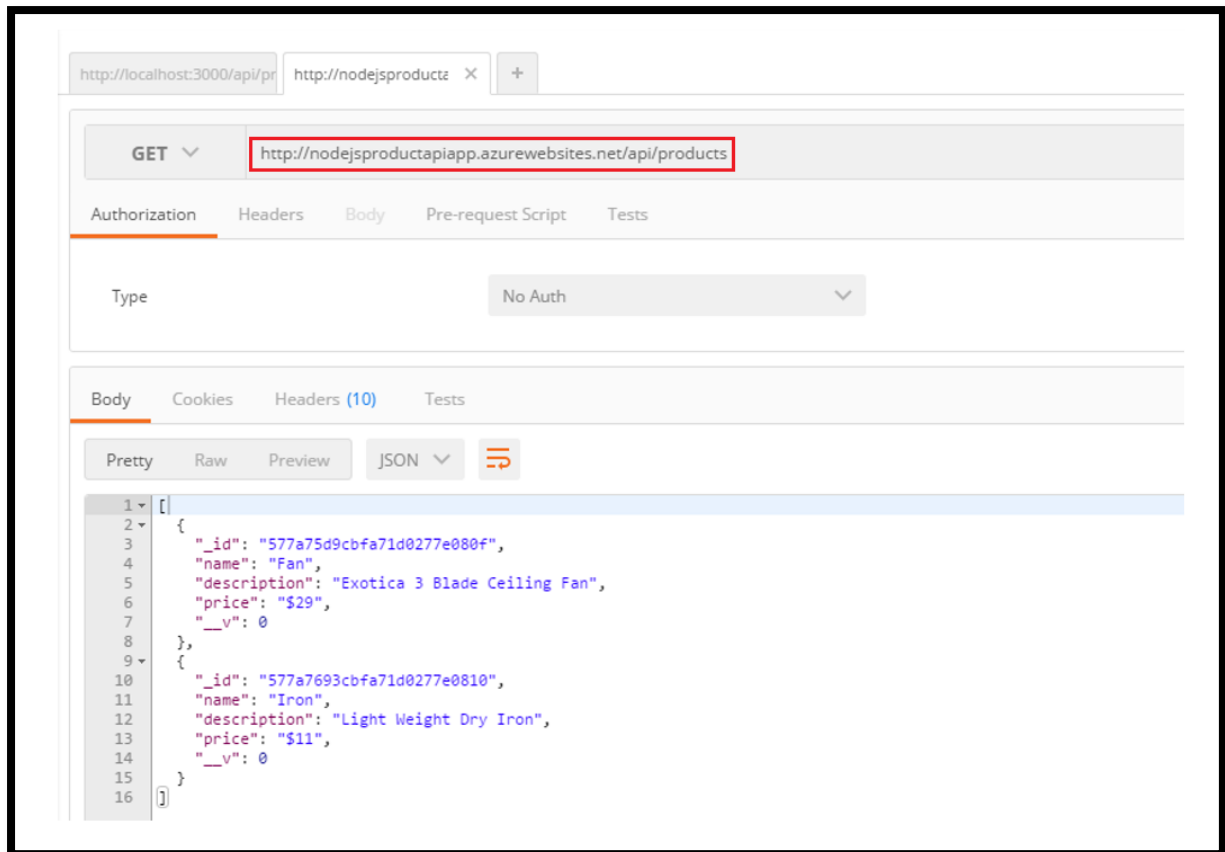 http://localhost:3000/api/pr http://nodejsproducta × +
GET http://nodejsproductapiapp.azurewebsites.net/api/products
Authorization Headers Body Pre-request Script Tests
Type No Auth
Body Cookies Headers (10) Tests
Pretty Raw Preview JSON
1 [
2 {
3 "_id": "577a75d9cbfa71d0277e080f",
4 "name": "Fan",
5 "description": "Exotica 3 Blade Ceiling Fan",
6 "price": "$29",
7 "__v": 0
8 },
9 {
10 "_id": "577a7693cbfa71d0277e0810",
11 "name": "Iron",
12 "description": "Light Weight Dry Iron",
13 "price": "$11",
14 "__v": 0
15 }
16 ]